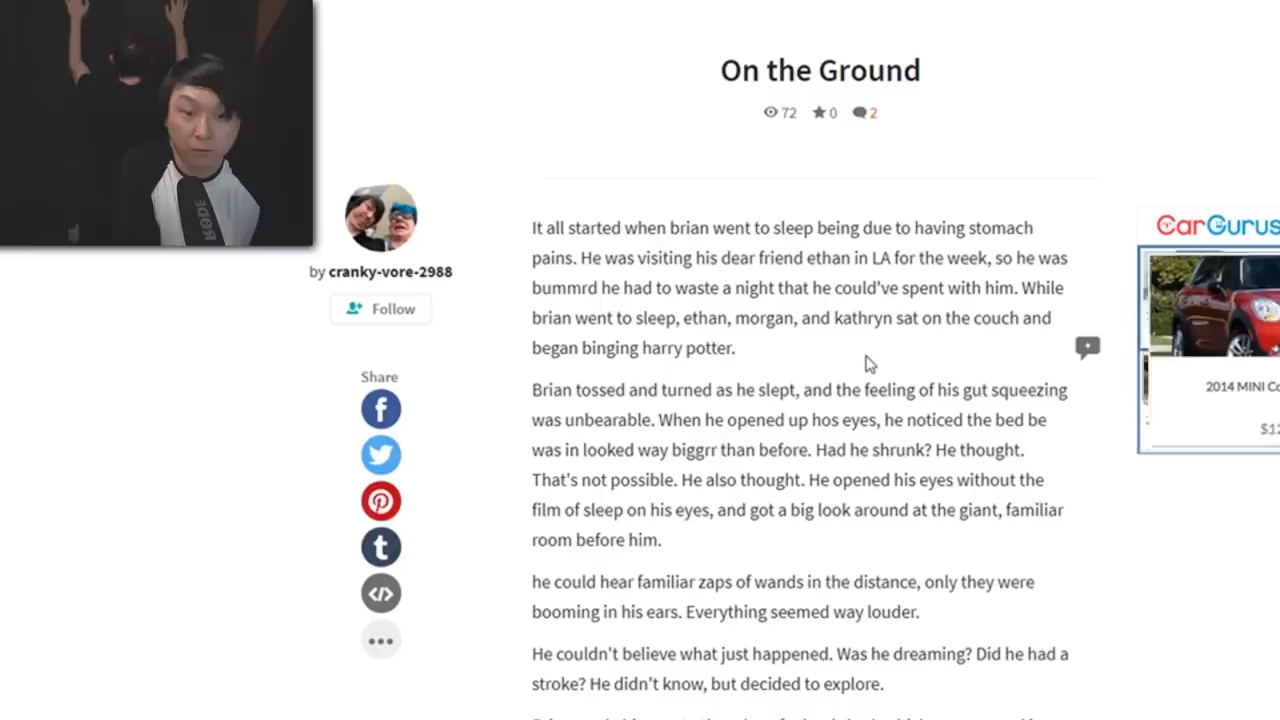 On the Ground
72 0 2
RODE
by cranky-vore-2988
Follow
Share
It all started when brian went to sleep being due to having stomach
pains. He was visiting his dear friend ethan in LA for the week, so he was
bummrd he had to waste a night that he could've spent with him. While
brian went to sleep, ethan, morgan, and kathryn sat on the couch and
began binging harry potter.
Brian tossed and turned as he slept, and the feeling of his gut squeezing
was unbearable. When he opened up hos eyes, he noticed the bed be
was in looked way biggrr than before. Had he shrunk? He thought.
That's not possible. He also thought. He opened his eyes without the
film of sleep on his eyes, and got a big look around at the giant, familiar
room before him.
he could hear familiar zaps of wands in the distance, only they were
booming in his ears. Everything seemed way louder.
He couldn't believe what just happened. Was he dreaming? Did he had a
stroke? He didn't know, but decided to explore.
CarGurus
2014 MINI Co
$12